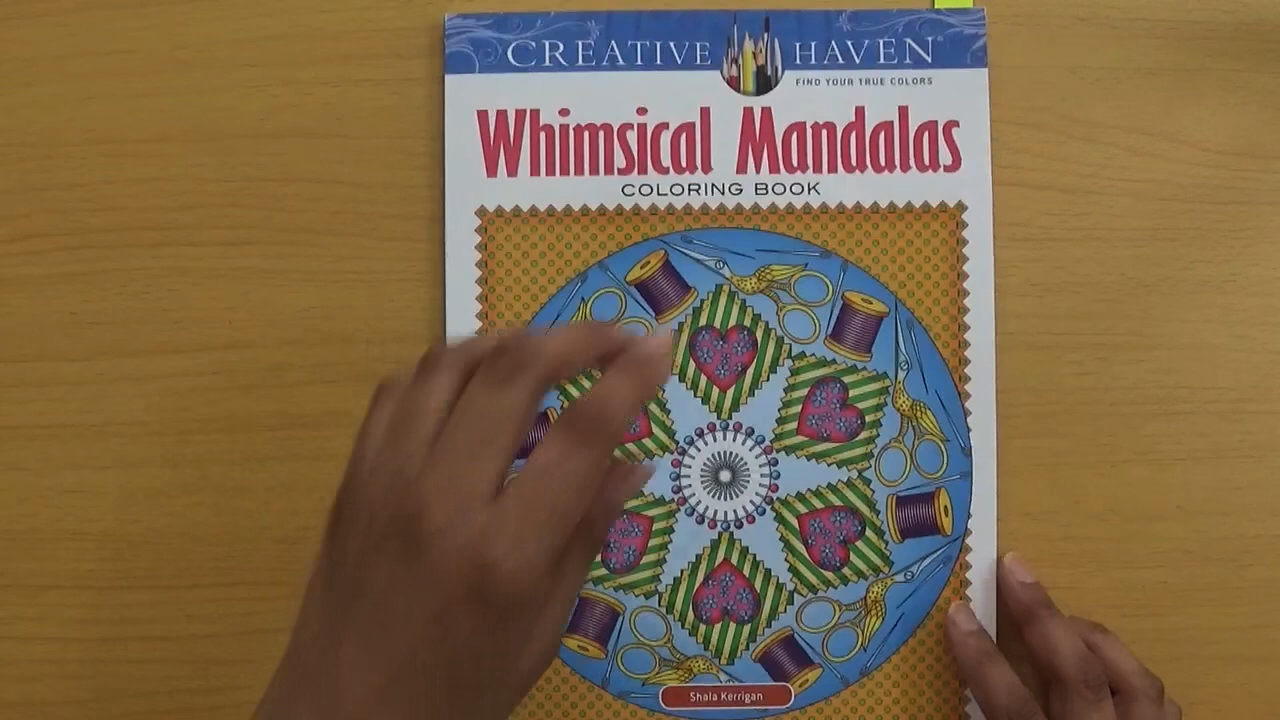 CREATIVE HAVEN®
FIND YOUR TRUE COLORS
Whimsical Mandalas
COLORING BOOK
Shala Kerrigan